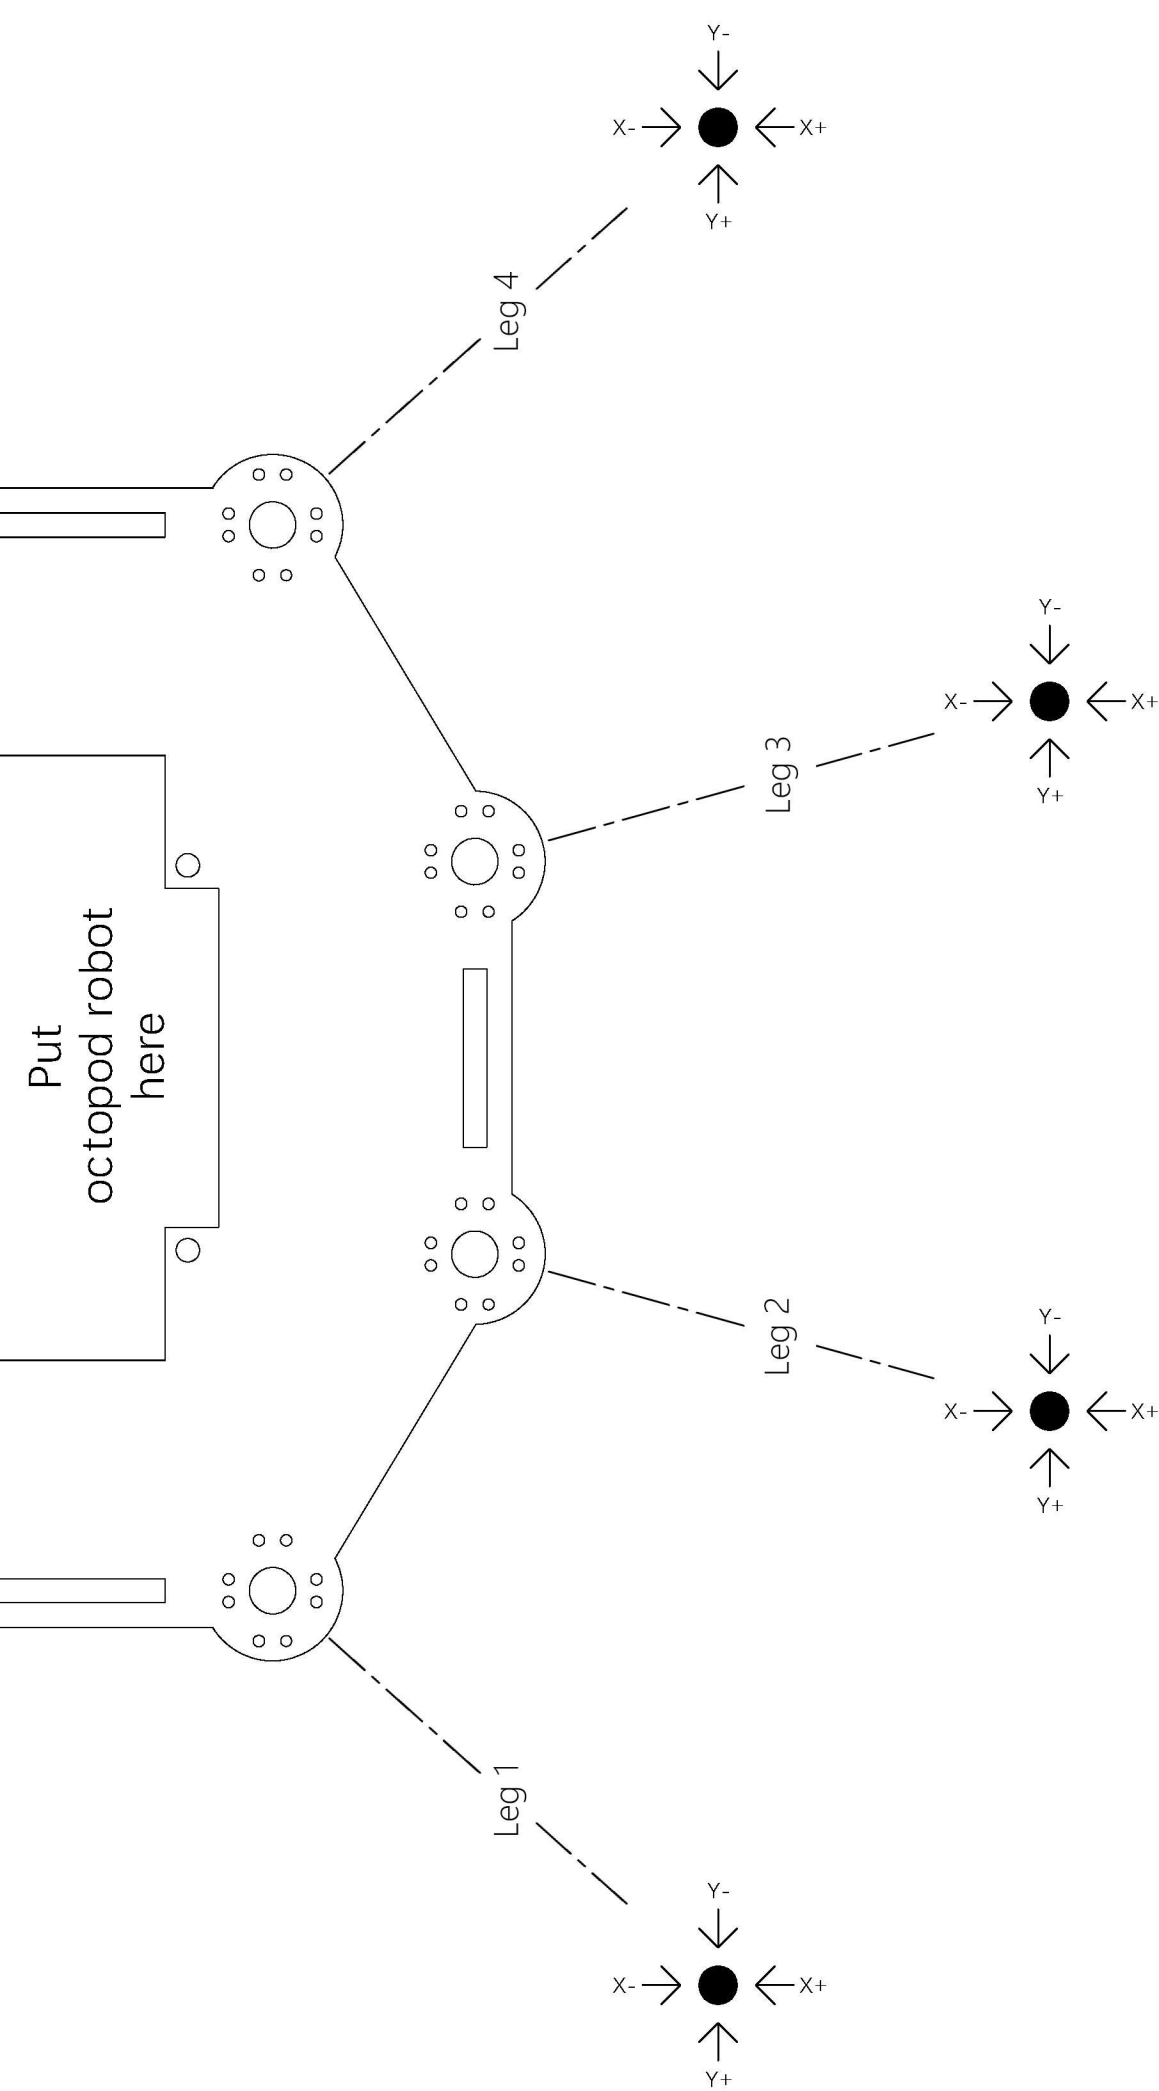 Y-
X-
X+
Y+
Leg 4
Y-
X-
X+
Y+
Leg 3
Put
octopod robot
here
Leg 2
Y-
X-
X+
Y+
Leg 1
Y-
X-
X+
Y+